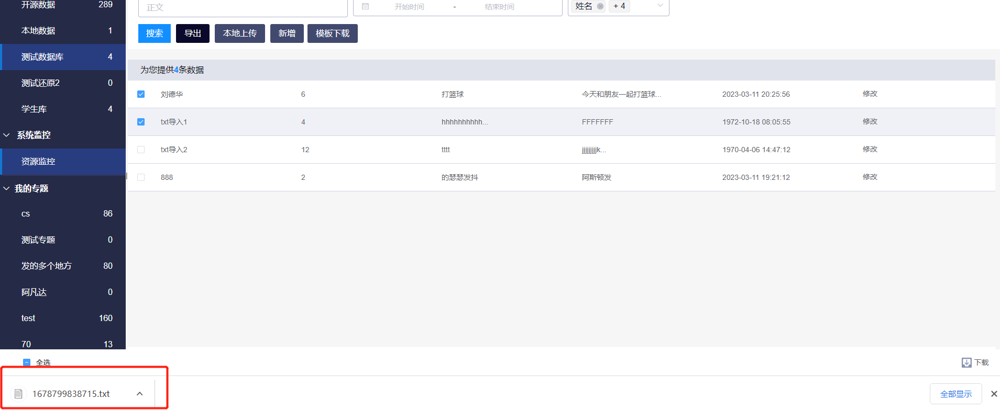 开源数据 289
本地数据 1
测试数据库 4
测试还原2 0
学生库 4
系统监控
资源监控
我的专题
cs 86
测试专题 0
发的多个地方 80
阿凡达 0
test 160
70 13
正文
开始时间 - 结束时间
姓名 + 4
搜索 导出 本地上传 新增 模板下载
为您提供4条数据
刘德华 6 打篮球 今天和朋友一起打篮球... 2023-03-11 20:25:56 修改
txt导入1 4 hhhhhhhhhh... FFFFFFF 1972-10-18 08:05:55 修改
txt导入2 12 tttt jjjjjjjjjk... 1970-04-06 14:47:12 修改
888 2 的瑟瑟发抖 阿斯顿发 2023-03-11 19:21:12 修改
全选 下载
1678799838715.txt 全部显示